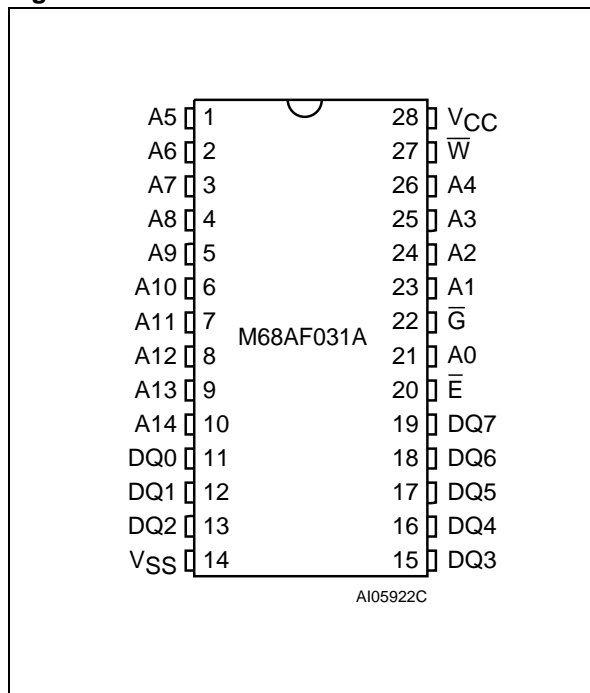 A5 1 28 VCC
A6 2 27 W̅
A7 3 26 A4
A8 4 25 A3
A9 5 24 A2
A10 6 23 A1
A11 7 22 G̅
M68AF031A
A12 8 21 A0
A13 9 20 E̅
A14 10 19 DQ7
DQ0 11 18 DQ6
DQ1 12 17 DQ5
DQ2 13 16 DQ4
VSS 14 15 DQ3
AI05922C